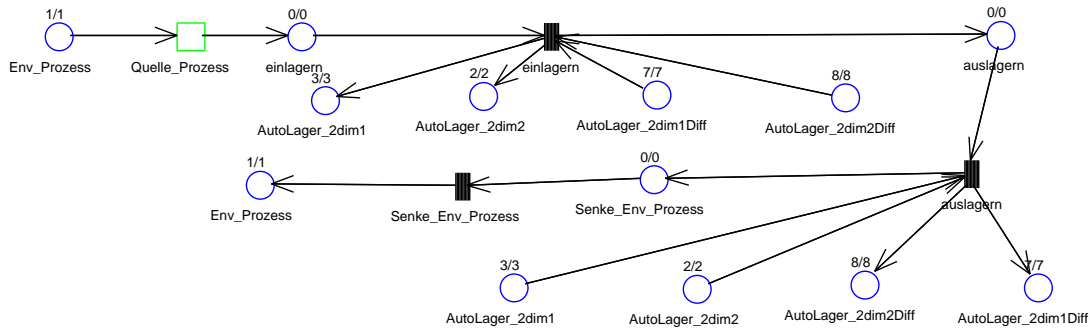 1/1
0/0
0/0
Env_Prozess
Quelle_Prozess
einlagern
einlagern
auslagern
3/3
2/2
7/7
8/8
AutoLager_2dim1
AutoLager_2dim2
AutoLager_2dim1Diff
AutoLager_2dim2Diff
1/1
0/0
Env_Prozess
Senke_Env_Prozess
Senke_Env_Prozess
auslagern
3/3
2/2
8/8
7/7
AutoLager_2dim1
AutoLager_2dim2
AutoLager_2dim2Diff
AutoLager_2dim1Diff